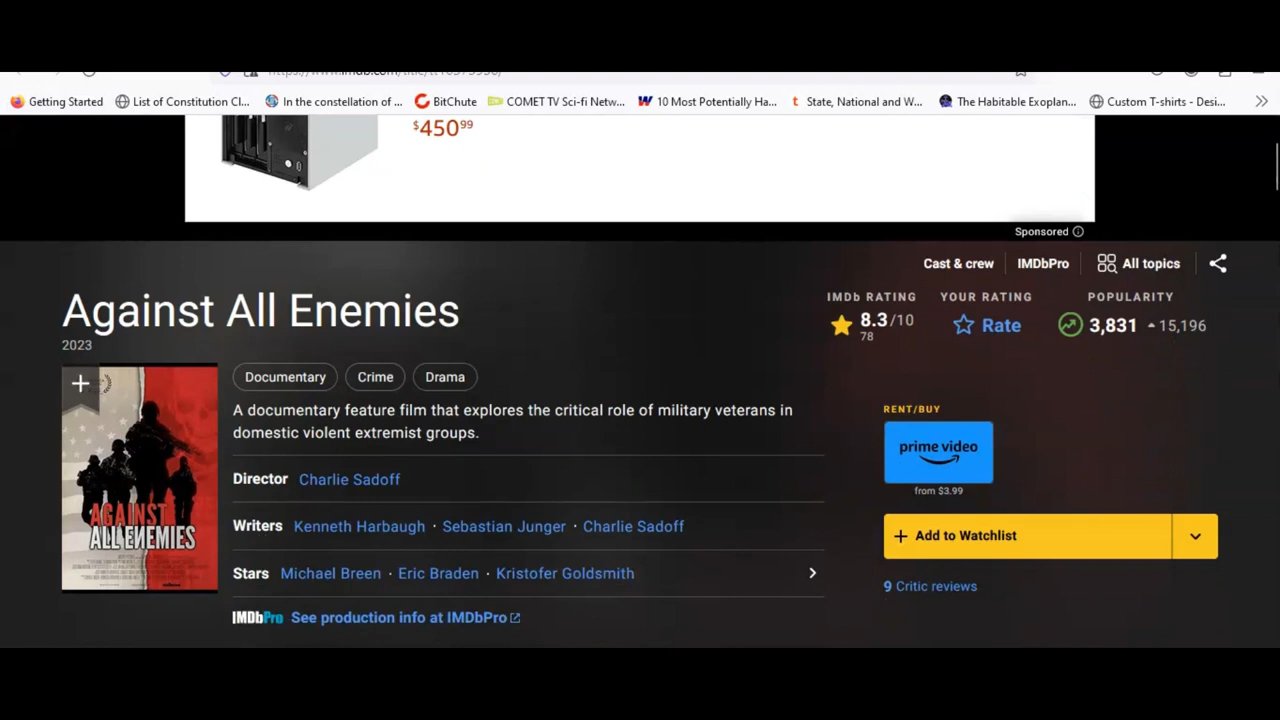 Getting Started List of Constitution Cl... In the constellation of ... BitChute COMET TV Sci-fi Netw... 10 Most Potentially Ha... State, National and W... The Habitable Exoplan... Custom T-shirts - Desi...
$450.99
Sponsored
Cast & crew IMDbPro All topics
Against All Enemies
2023
IMDb RATING YOUR RATING POPULARITY
8.3/10 Rate 3,831 15,196
78
Documentary Crime Drama
A documentary feature film that explores the critical role of military veterans in
domestic violent extremist groups.
Director Charlie Sadoff
Writers Kenneth Harbaugh · Sebastian Junger · Charlie Sadoff
Stars Michael Breen · Eric Braden · Kristofer Goldsmith
IMDbPro See production info at IMDbPro
AGAINST
ALL ENEMIES
RENT/BUY
prime video
from $3.99
+ Add to Watchlist
9 Critic reviews